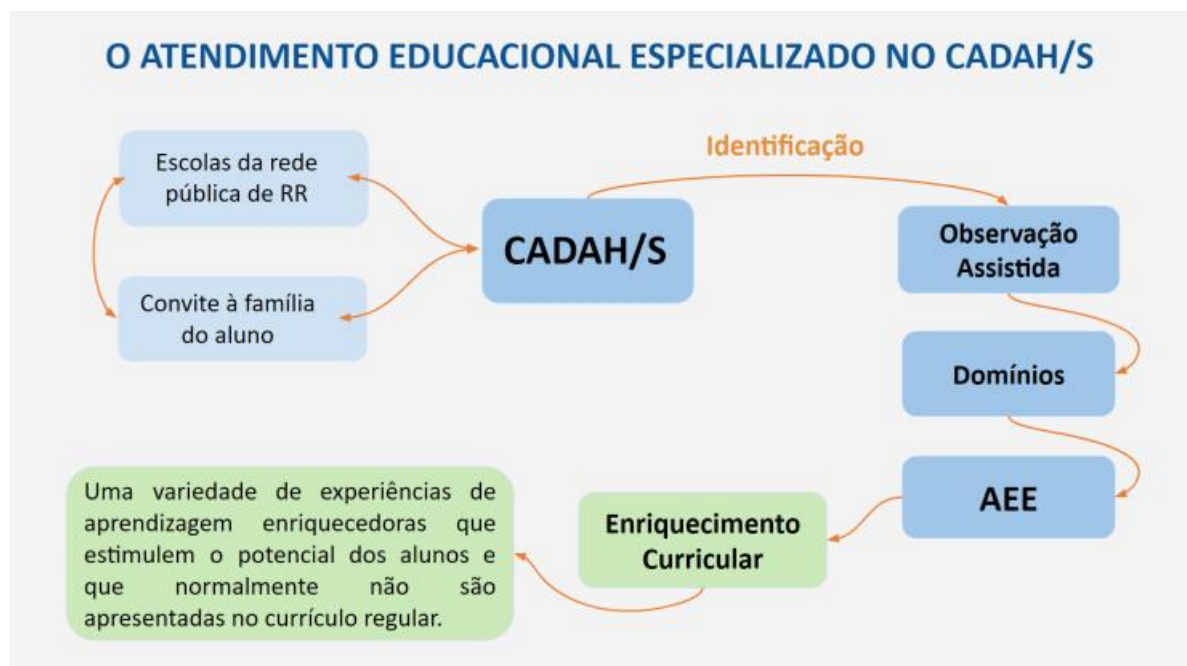 O ATENDIMENTO EDUCACIONAL ESPECIALIZADO NO CADAH/S
Escolas da rede
pública de RR
Convite à família
do aluno
CADAH/S
Identificação
Observação
Assistida
Domínios
AEE
Enriquecimento
Curricular
Uma variedade de experiências de
aprendizagem enriquecedoras que
estimulem o potencial dos alunos e
que normalmente não são
apresentadas no currículo regular.